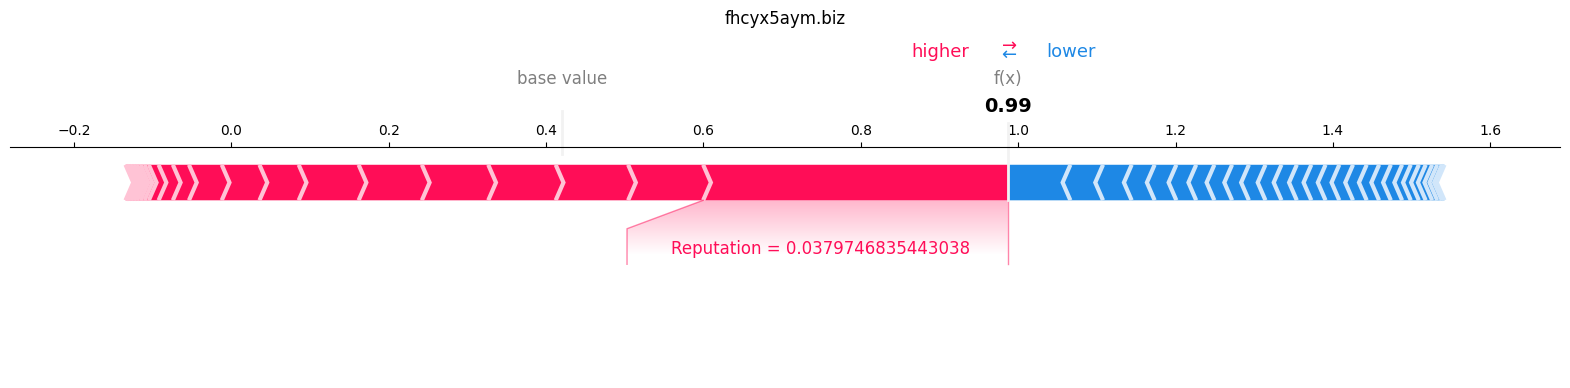 fhcyx5aym.biz
higher ⇄ lower
base value f(x)
0.99
−0.2 0.0 0.2 0.4 0.6 0.8 1.0 1.2 1.4 1.6
Reputation = 0.0379746835443038